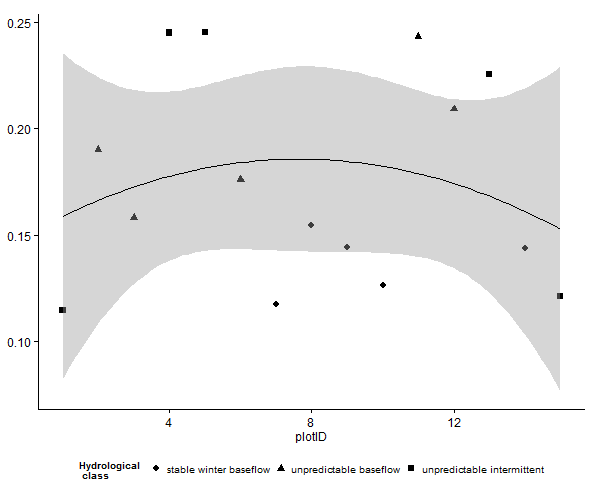 0.25
0.20
0.15
0.10
4 8 12
plotID
Hydrological
class
stable winter baseflow unpredictable baseflow unpredictable intermittent